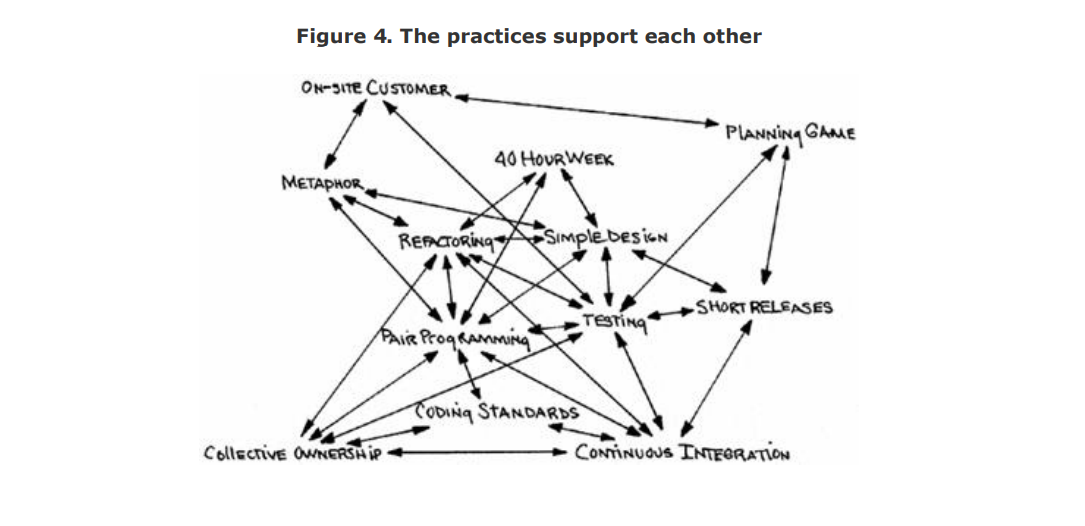 Figure 4. The practices support each other
ON-SITE CUSTOMER
PLANNING GAME
40 HOUR WEEK
METAPHOR
REFACTORING
SIMPLE DESIGN
SHORT RELEASES
TESTING
PAIR PROGRAMMING
CODING STANDARDS
COLLECTIVE OWNERSHIP
CONTINUOUS INTEGRATION